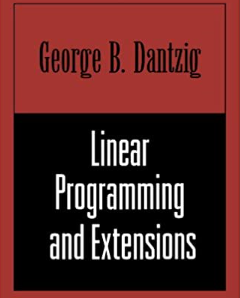 George B. Dantzig
Linear
Programming
and Extensions